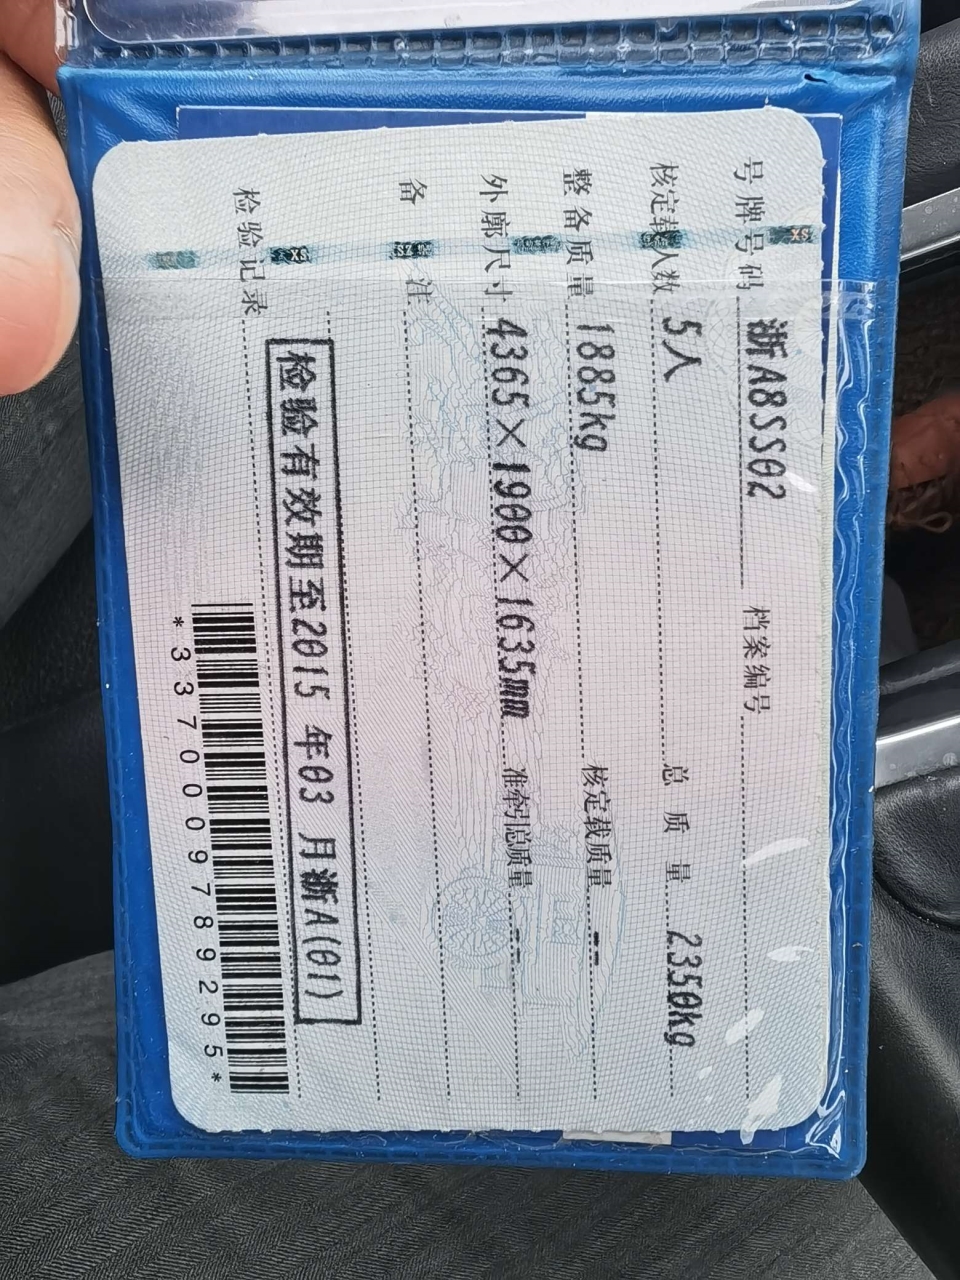 号牌号码 浙A8SS02 档案编号
核定载人数 5人 总质量 2350kg
整备质量 1885kg 核定载质量 --
外廓尺寸 4365×1900×1635mm 准牵引总质量 --
备注
检验记录 检验有效期至2015 年03 月浙A(01)
*3370009789295*